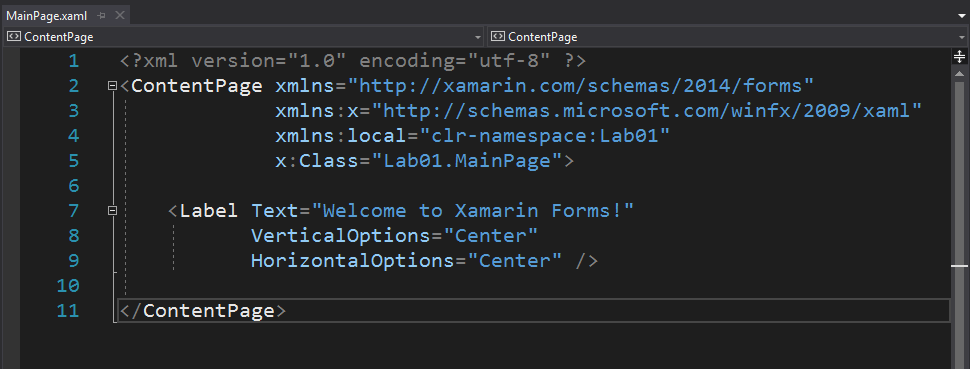 MainPage.xaml
ContentPage ContentPage
1 <?xml version="1.0" encoding="utf-8" ?>
2 <ContentPage xmlns="http://xamarin.com/schemas/2014/forms"
3 xmlns:x="http://schemas.microsoft.com/winfx/2009/xaml"
4 xmlns:local="clr-namespace:Lab01"
5 x:Class="Lab01.MainPage">
6
7 <Label Text="Welcome to Xamarin Forms!"
8 VerticalOptions="Center"
9 HorizontalOptions="Center" />
10
11 </ContentPage>